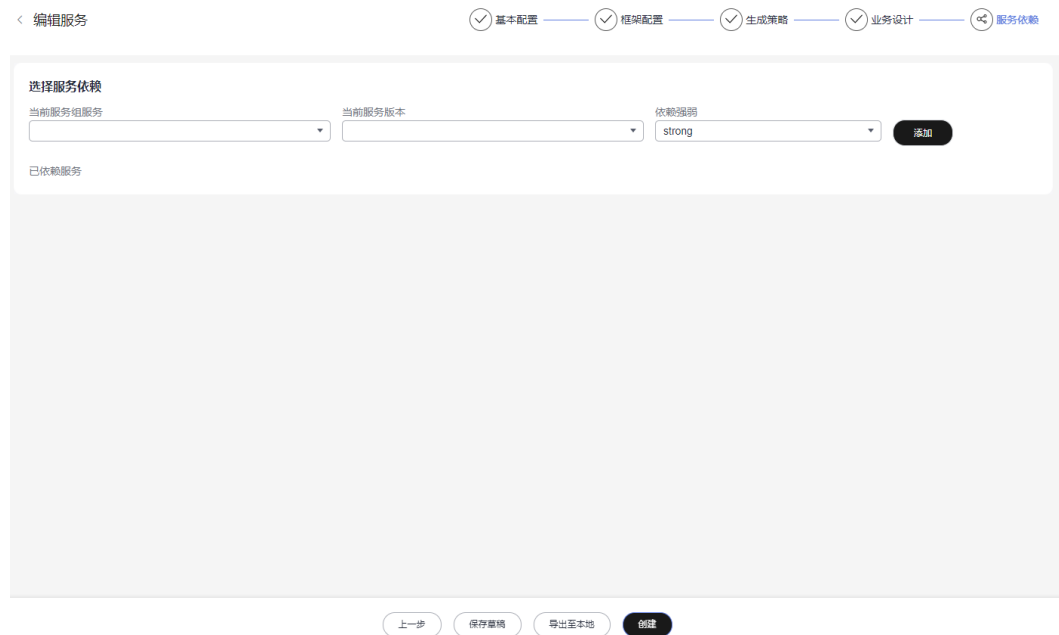 编辑服务
基本配置
框架配置
生成策略
业务设计
服务依赖
选择服务依赖
当前服务组服务
当前服务版本
依赖强弱
strong
添加
已依赖服务
上一步
保存草稿
导出至本地
创建